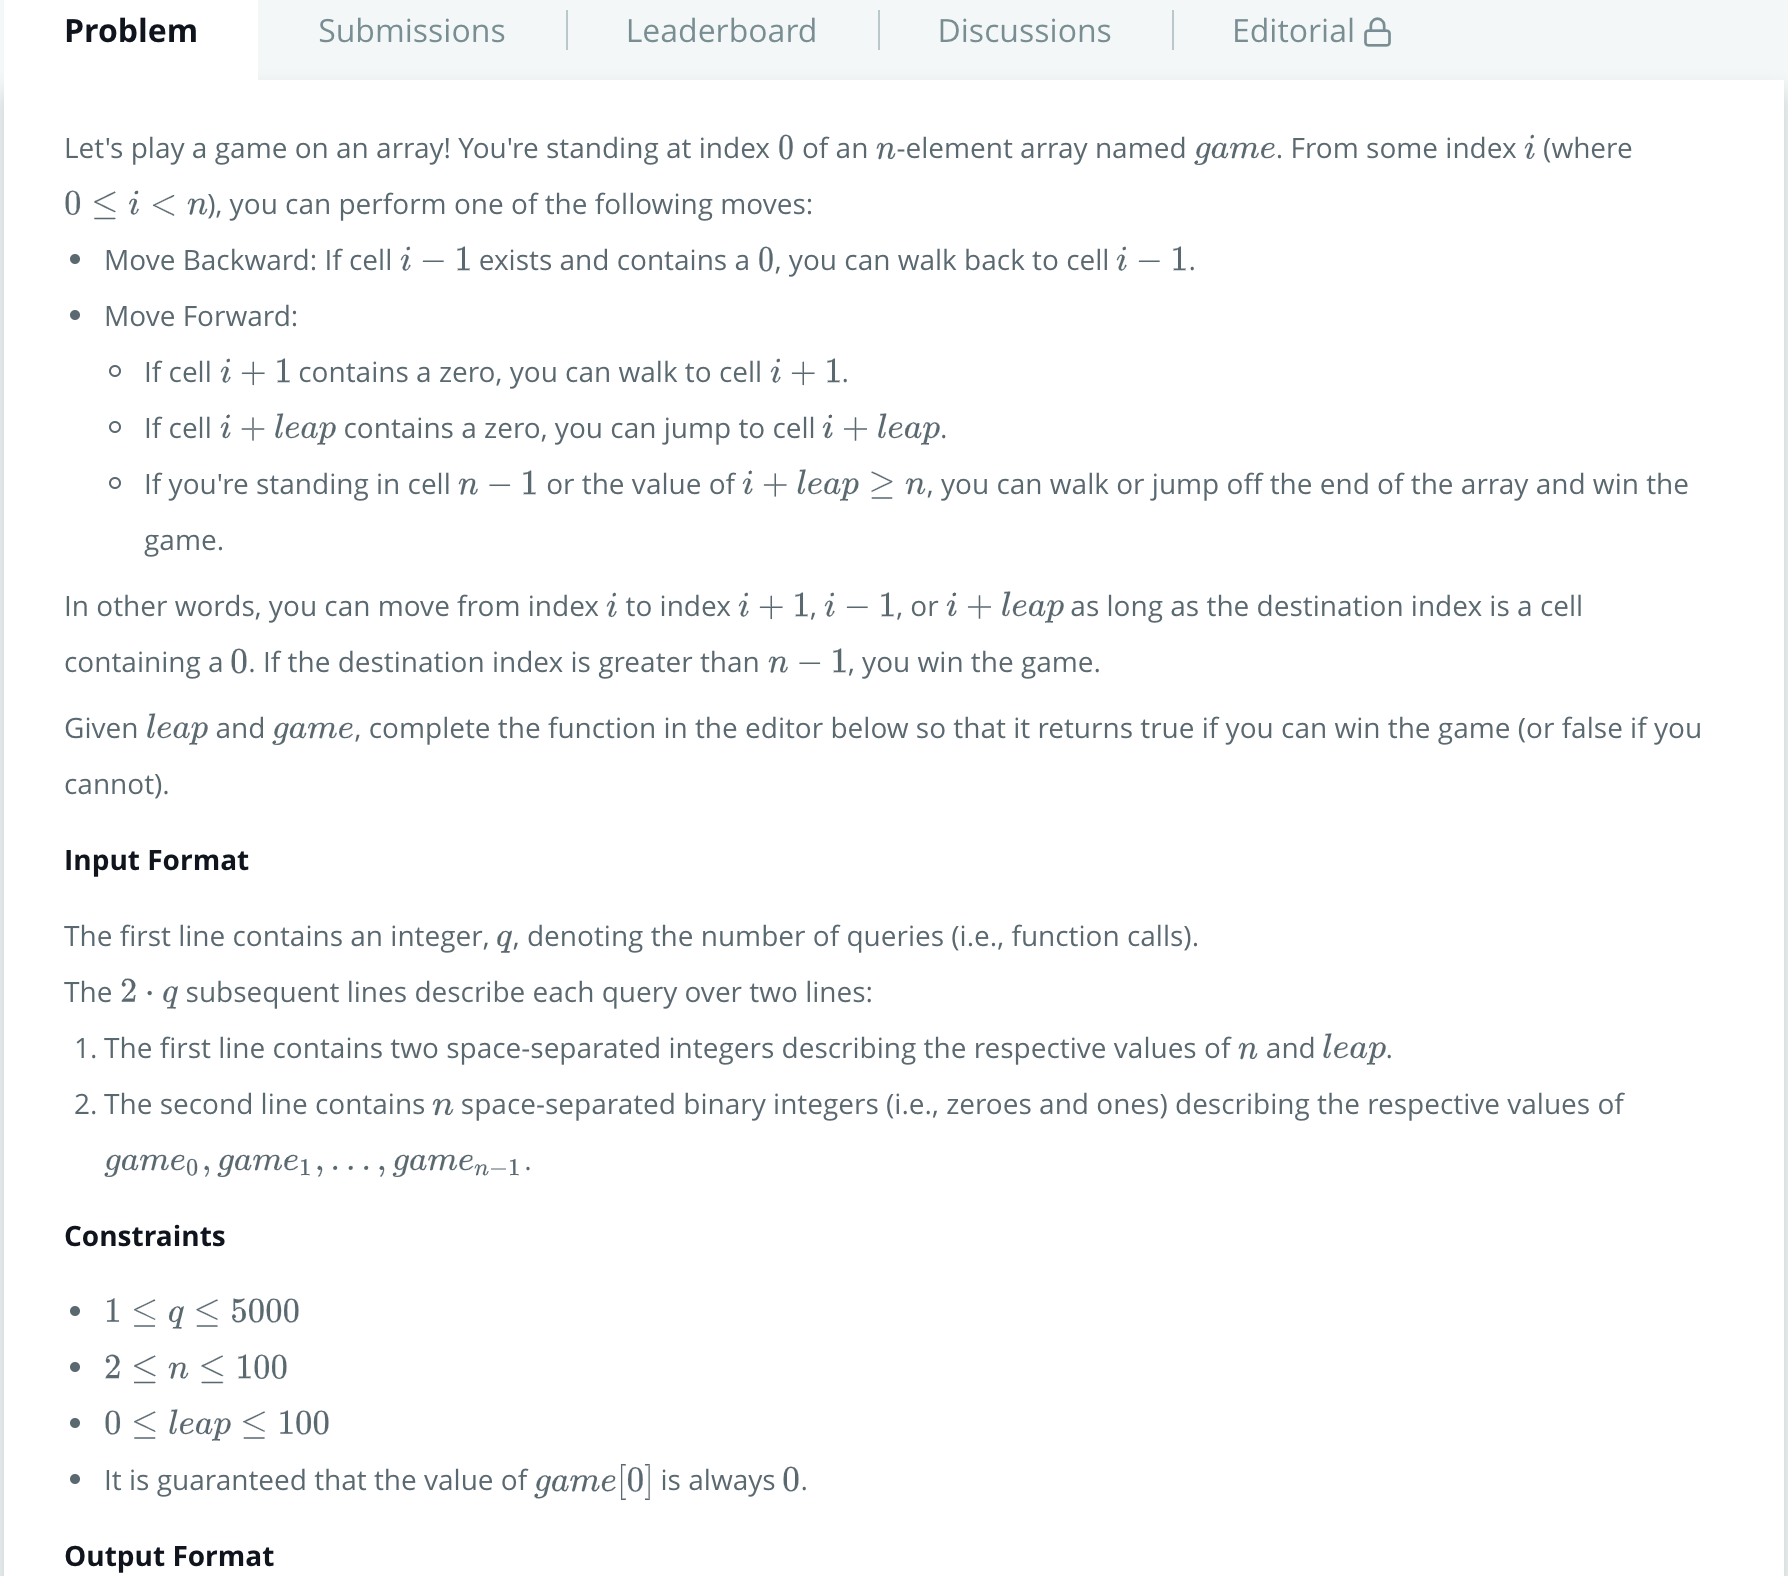 Problem Submissions Leaderboard Discussions Editorial
Let's play a game on an array! You're standing at index 0 of an n-element array named game. From some index i (where
0 ≤ i < n), you can perform one of the following moves:
• Move Backward: If cell i − 1 exists and contains a 0, you can walk back to cell i − 1.
• Move Forward:
○ If cell i + 1 contains a zero, you can walk to cell i + 1.
○ If cell i + leap contains a zero, you can jump to cell i + leap.
○ If you're standing in cell n − 1 or the value of i + leap ≥ n, you can walk or jump off the end of the array and win the
game.
In other words, you can move from index i to index i + 1, i − 1, or i + leap as long as the destination index is a cell
containing a 0. If the destination index is greater than n − 1, you win the game.
Given leap and game, complete the function in the editor below so that it returns true if you can win the game (or false if you
cannot).
Input Format
The first line contains an integer, q, denoting the number of queries (i.e., function calls).
The 2 · q subsequent lines describe each query over two lines:
1. The first line contains two space-separated integers describing the respective values of n and leap.
2. The second line contains n space-separated binary integers (i.e., zeroes and ones) describing the respective values of
game₀, game₁, . . . , gameₙ₋₁.
Constraints
• 1 ≤ q ≤ 5000
• 2 ≤ n ≤ 100
• 0 ≤ leap ≤ 100
• It is guaranteed that the value of game[0] is always 0.
Output Format